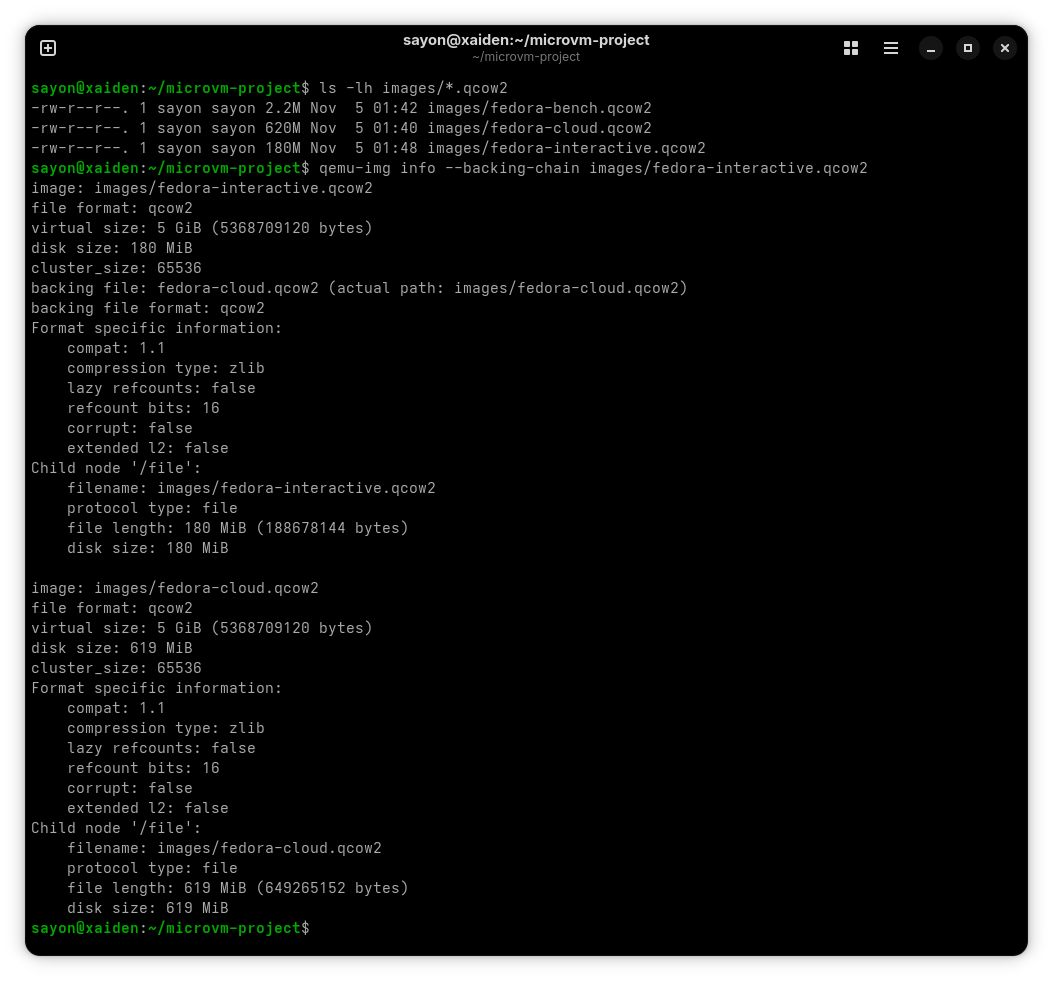 sayon@xaiden:~/microvm-project
~/microvm-project
sayon@xaiden:~/microvm-project$ ls -lh images/*.qcow2
-rw-r--r--. 1 sayon sayon 2.2M Nov  5 01:42 images/fedora-bench.qcow2
-rw-r--r--. 1 sayon sayon 620M Nov  5 01:40 images/fedora-cloud.qcow2
-rw-r--r--. 1 sayon sayon 180M Nov  5 01:48 images/fedora-interactive.qcow2
sayon@xaiden:~/microvm-project$ qemu-img info --backing-chain images/fedora-interactive.qcow2
image: images/fedora-interactive.qcow2
file format: qcow2
virtual size: 5 GiB (5368709120 bytes)
disk size: 180 MiB
cluster_size: 65536
backing file: fedora-cloud.qcow2 (actual path: images/fedora-cloud.qcow2)
backing file format: qcow2
Format specific information:
    compat: 1.1
    compression type: zlib
    lazy refcounts: false
    refcount bits: 16
    corrupt: false
    extended l2: false
Child node '/file':
    filename: images/fedora-interactive.qcow2
    protocol type: file
    file length: 180 MiB (188678144 bytes)
    disk size: 180 MiB

image: images/fedora-cloud.qcow2
file format: qcow2
virtual size: 5 GiB (5368709120 bytes)
disk size: 619 MiB
cluster_size: 65536
Format specific information:
    compat: 1.1
    compression type: zlib
    lazy refcounts: false
    refcount bits: 16
    corrupt: false
    extended l2: false
Child node '/file':
    filename: images/fedora-cloud.qcow2
    protocol type: file
    file length: 619 MiB (649265152 bytes)
    disk size: 619 MiB
sayon@xaiden:~/microvm-project$